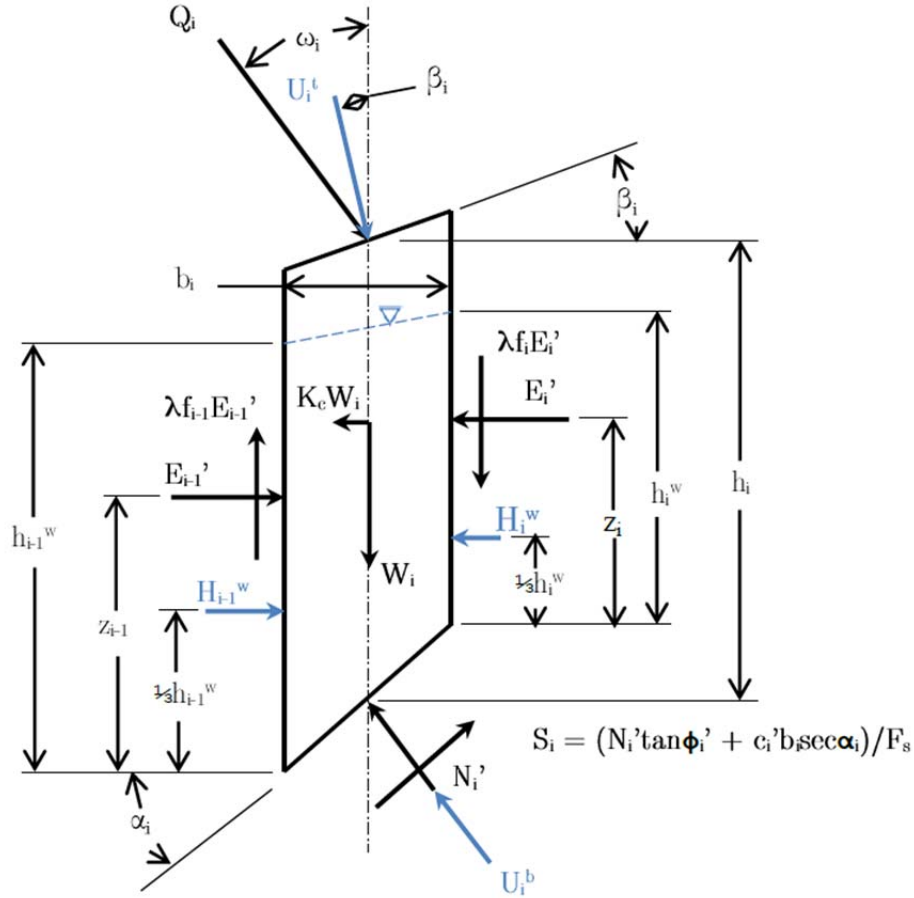 Qᵢ
ωᵢ
Uᵢᵗ
βᵢ
βᵢ
bᵢ
λfᵢEᵢ’
λfᵢ₋₁Eᵢ₋₁’
K꜀Wᵢ
Eᵢ’
Eᵢ₋₁’
hᵢʷ
hᵢ
hᵢ₋₁ʷ
Hᵢʷ
zᵢ
Wᵢ
⅓hᵢʷ
Hᵢ₋₁ʷ
zᵢ₋₁
⅓hᵢ₋₁ʷ
Sᵢ = (Nᵢ’tanϕᵢ’ + cᵢ’bᵢsecαᵢ)/Fₛ
Nᵢ’
αᵢ
Uᵢᵇ